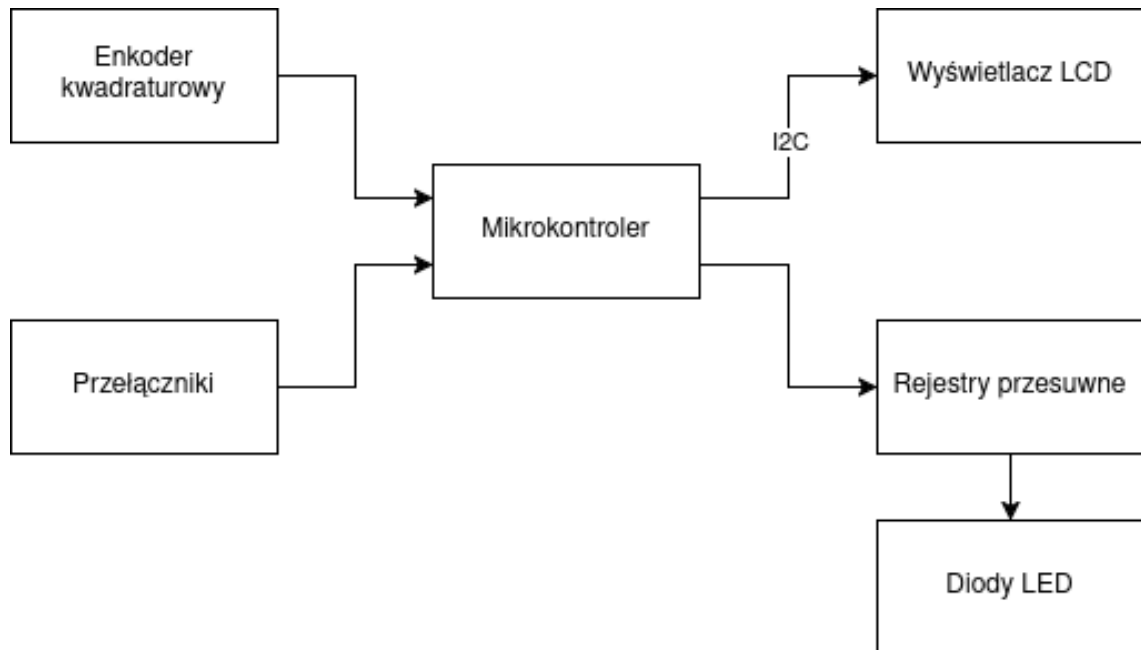 Enkoder
kwadraturowy
Wyświetlacz LCD
I2C
Mikrokontroler
Przełączniki
Rejestry przesuwne
Diody LED